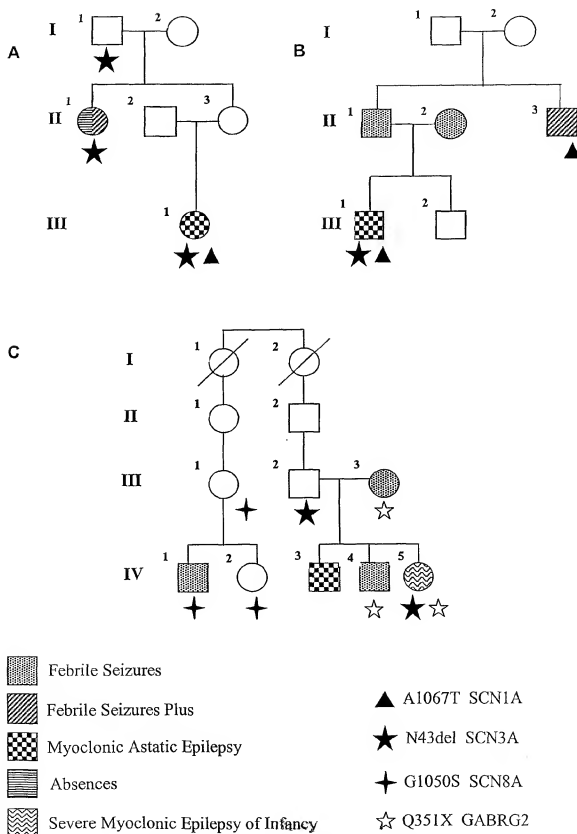 A
I
1
2
II
1
2
3
III
1
B
I
1
2
II
1
2
3
III
1
2
C
I
1
2
II
1
2
III
1
2
3
IV
1
2
3
4
5
Febrile Seizures
Febrile Seizures Plus
Myoclonic Astatic Epilepsy
Absences
Severe Myoclonic Epilepsy of Infancy
A1067T SCN1A
N43del SCN3A
G1050S SCN8A
Q351X GABRG2